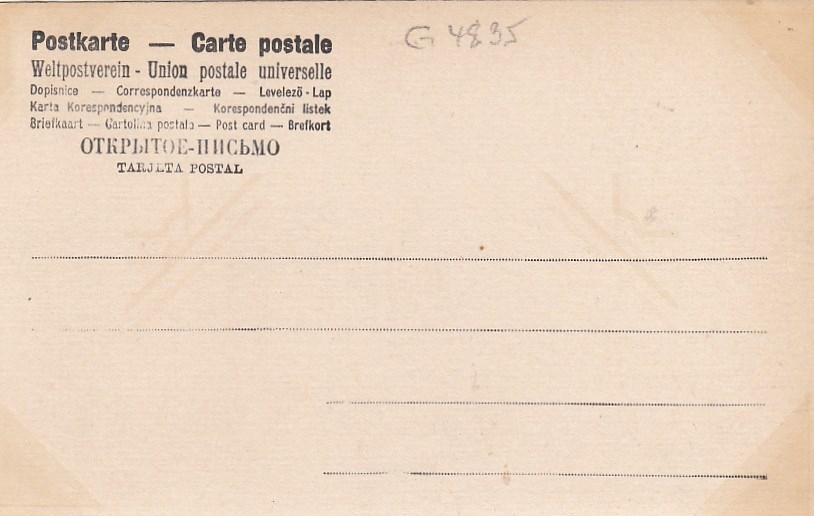 Postkarte — Carte postale
G 4835
Weltpostverein - Union postale universelle
Dopisnice — Correspondenzkarte — Levelező - Lap
Karta Korespondencyjna — Korespondenční listek
Briefkaart — Cartolina postale — Post card — Brefkort
ОТКРЫТОЕ-ПИСЬМО
TARJETA POSTAL